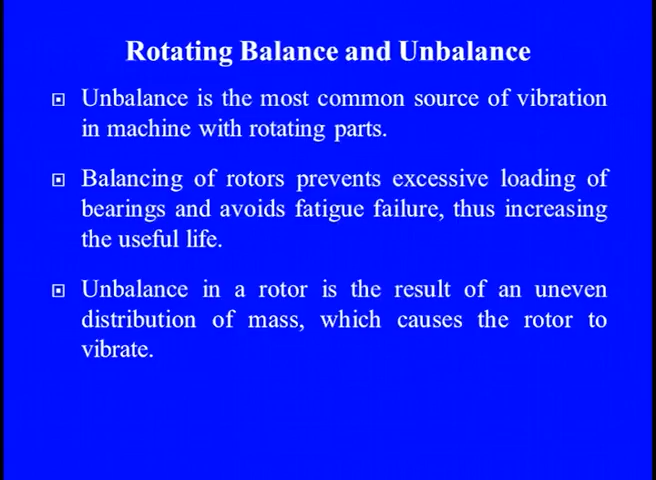 Rotating Balance and Unbalance
Unbalance is the most common source of vibration
in machine with rotating parts.
Balancing of rotors prevents excessive loading of
bearings and avoids fatigue failure, thus increasing
the useful life.
Unbalance in a rotor is the result of an uneven
distribution of mass, which causes the rotor to
vibrate.